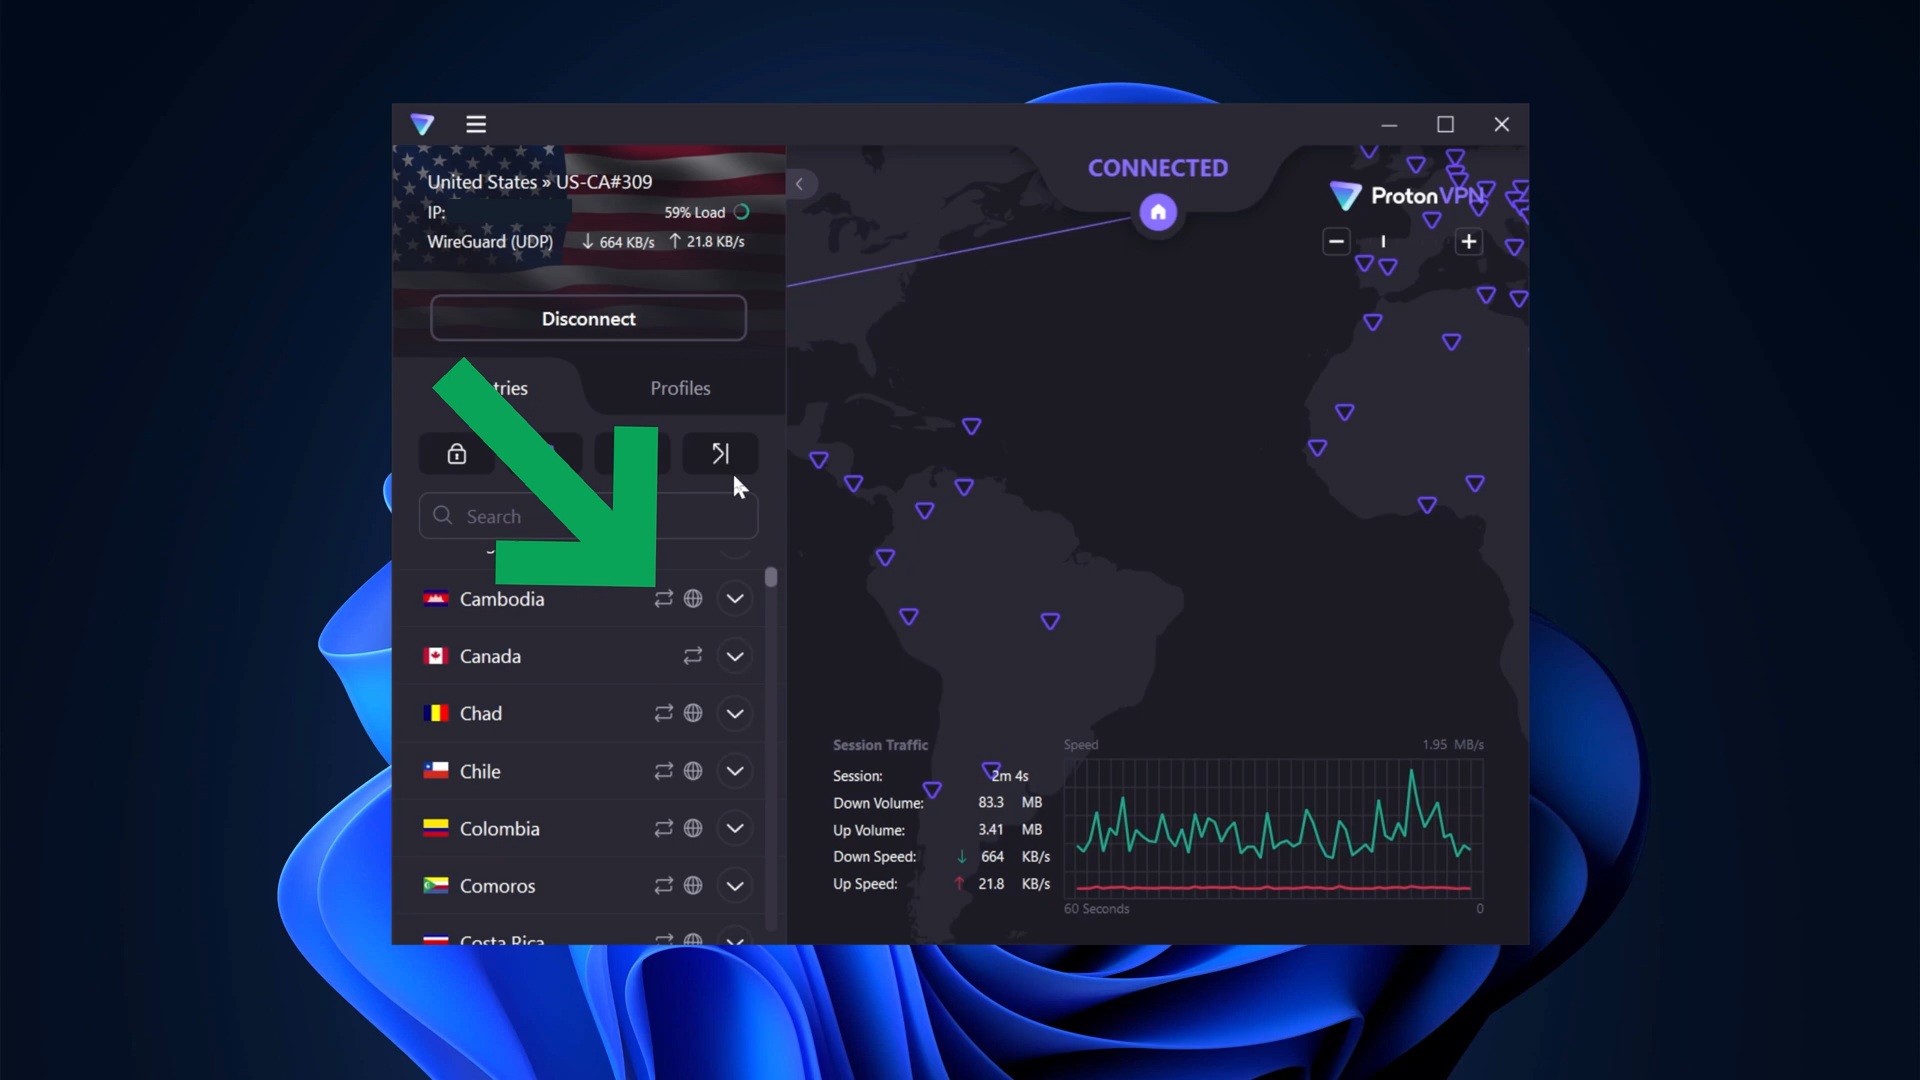 United States » US-CA#309
IP:
59% Load
WireGuard (UDP) ↓ 664 KB/s ↑ 21.8 KB/s
Disconnect
tries
Profiles
Search
Cambodia
Canada
Chad
Chile
Colombia
Comoros
Costa Rica
CONNECTED
ProtonVPN
Session Traffic
Session: 2m 4s
Down Volume: 83.3 MB
Up Volume: 3.41 MB
Down Speed: ↓ 664 KB/s
Up Speed: ↑ 21.8 KB/s
Speed 1.95 MB/s
60 Seconds 0